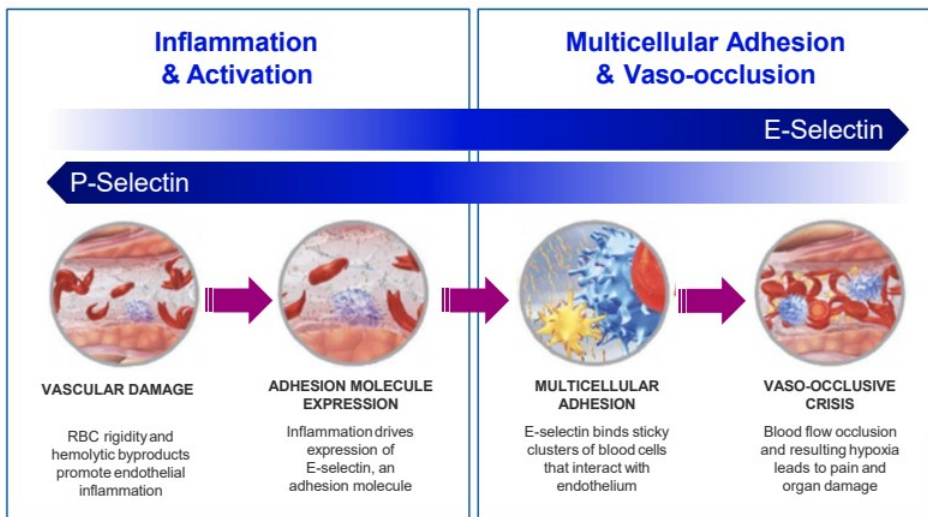 Inflammation
& Activation
Multicellular Adhesion
& Vaso-occlusion
E-Selectin
P-Selectin
VASCULAR DAMAGE
RBC rigidity and
hemolytic byproducts
promote endothelial
inflammation
ADHESION MOLECULE
EXPRESSION
Inflammation drives
expression of
E-selectin, an
adhesion molecule
MULTICELLULAR
ADHESION
E-selectin binds sticky
clusters of blood cells
that interact with
endothelium
VASO-OCCLUSIVE
CRISIS
Blood flow occlusion
and resulting hypoxia
leads to pain and
organ damage